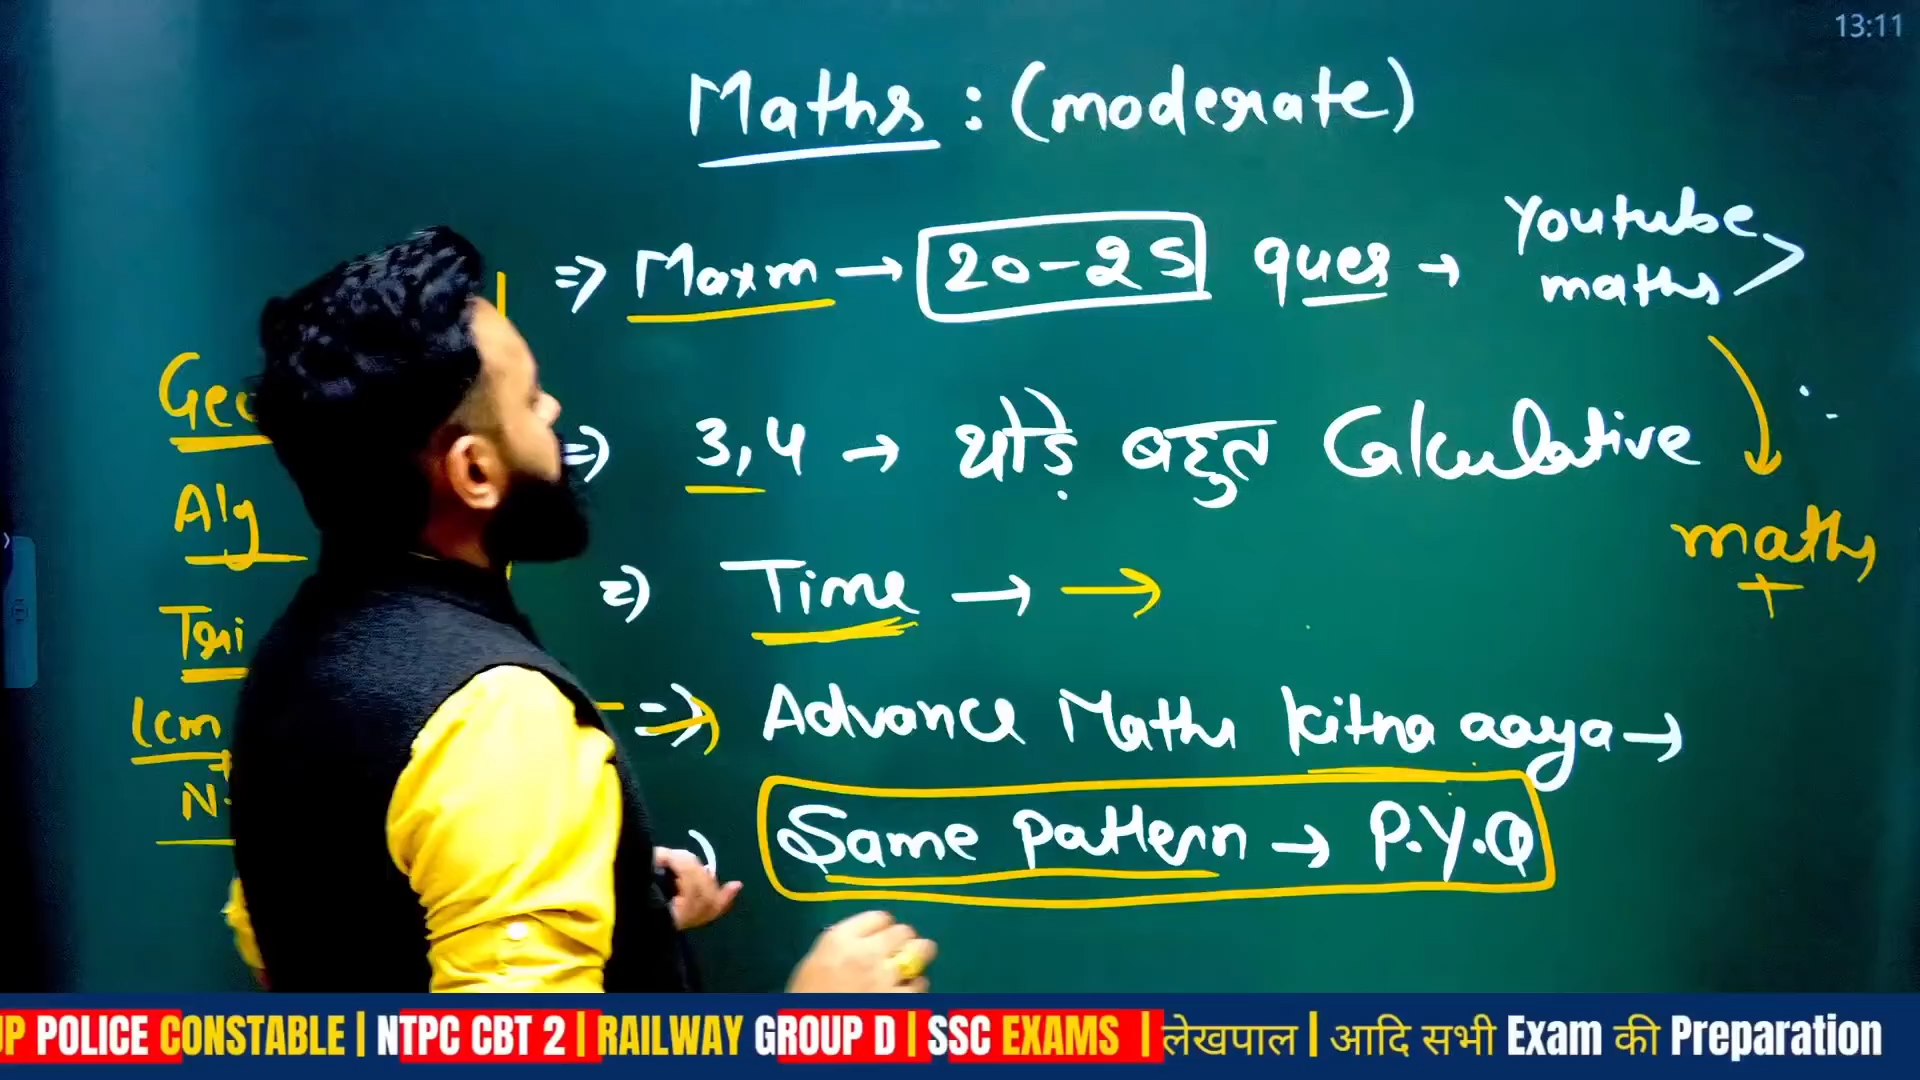 13:11
Maths : (moderate)
⇒ Maxm → 20-25 ques → Youtube maths >
Geo
⇒ 3,4 → थोड़े बहुत Calculative
Alg
maths
+
⇒ Time → →
Tri
lcm
⇒ Advance Maths kitna aaya →
N.
Same pattern → P.Y.Q
UP POLICE CONSTABLE | NTPC CBT 2 | RAILWAY GROUP D | SSC EXAMS | लेखपाल | आदि सभी Exam की Preparation